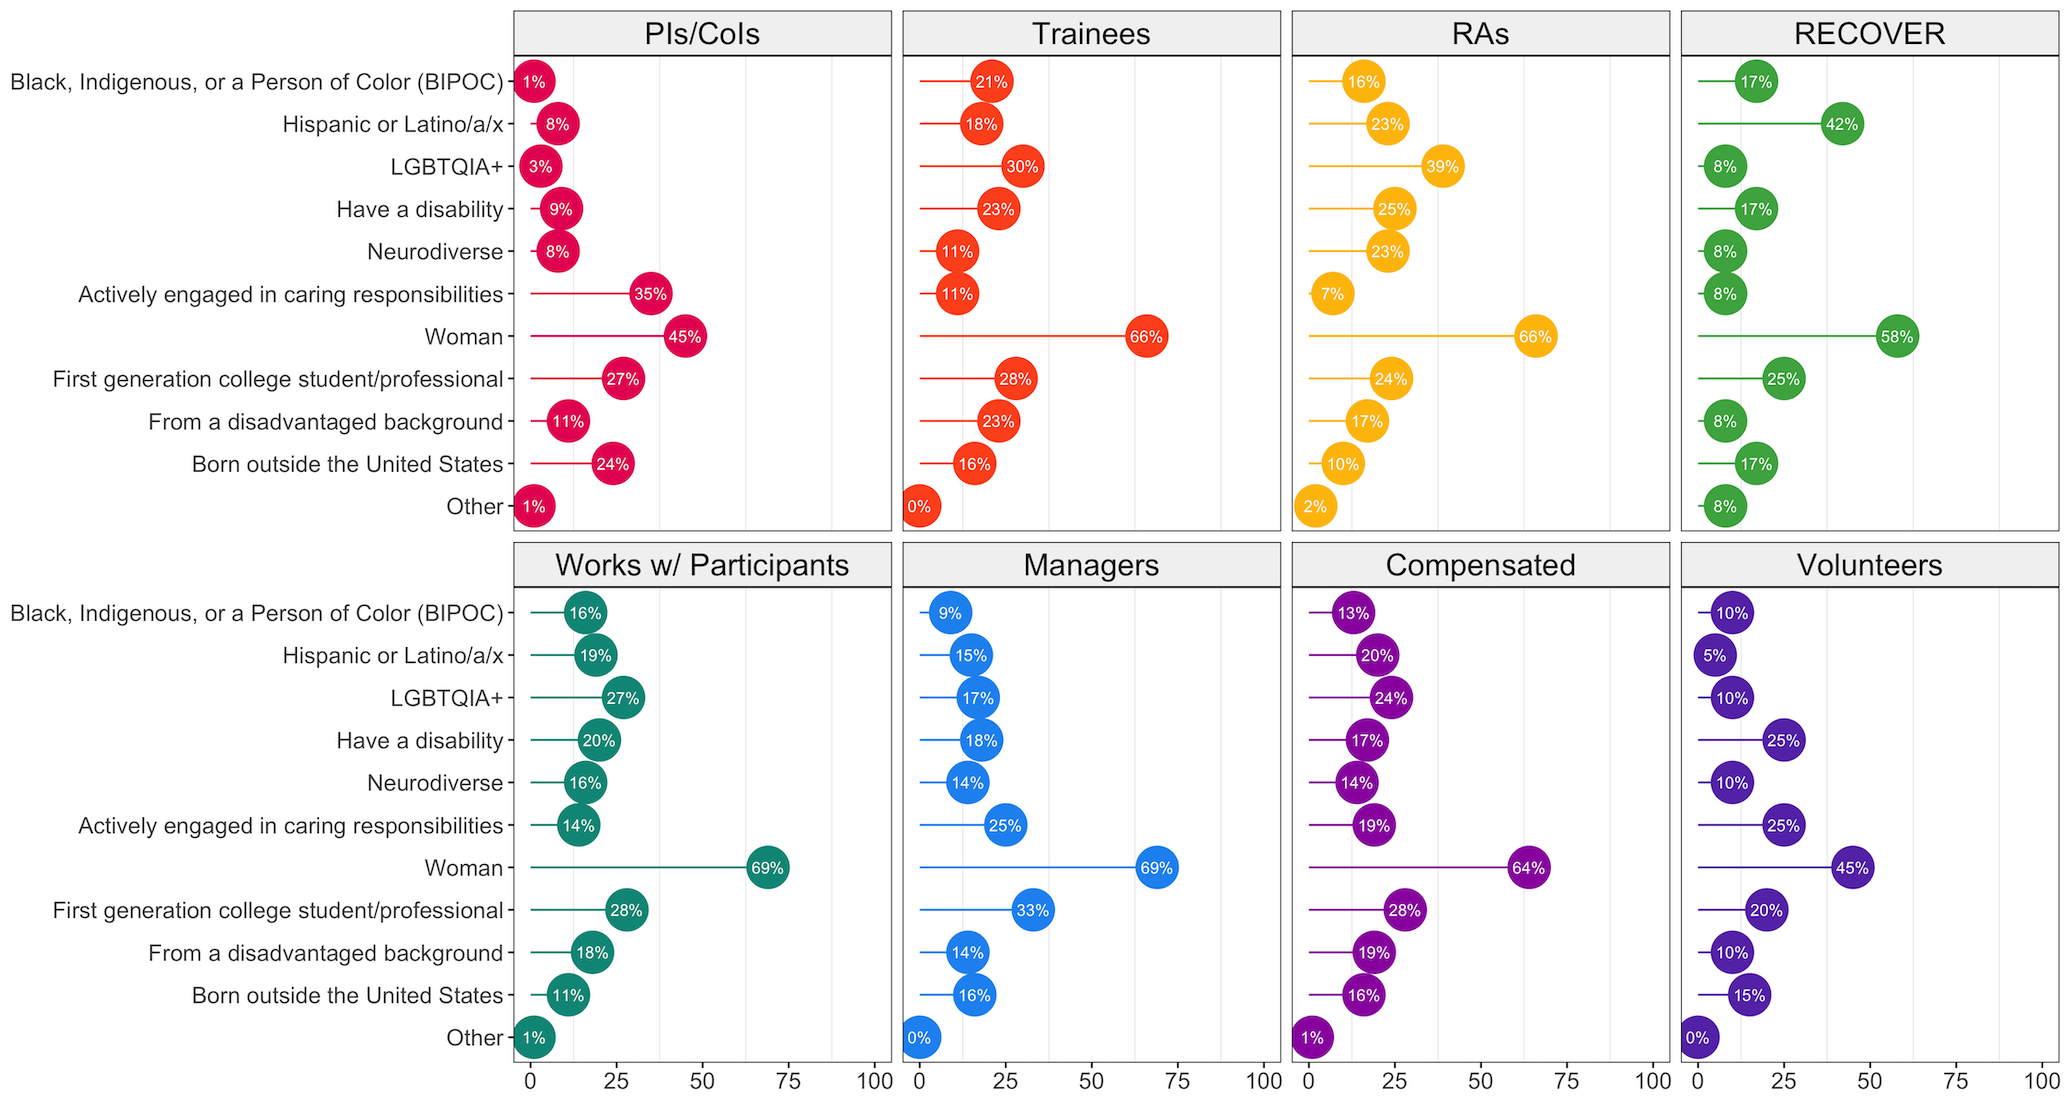 PIs/CoIs Trainees RAs RECOVER
Black, Indigenous, or a Person of Color (BIPOC) 1% 21% 16% 17%
Hispanic or Latino/a/x 8% 18% 23% 42%
LGBTQIA+ 3% 30% 39% 8%
Have a disability 9% 23% 25% 17%
Neurodiverse 8% 11% 23% 8%
Actively engaged in caring responsibilities 35% 11% 7% 8%
Woman 45% 66% 66% 58%
First generation college student/professional 27% 28% 24% 25%
From a disadvantaged background 11% 23% 17% 8%
Born outside the United States 24% 16% 10% 17%
Other 1% 0% 2% 8%
Works w/ Participants Managers Compensated Volunteers
Black, Indigenous, or a Person of Color (BIPOC) 16% 9% 13% 10%
Hispanic or Latino/a/x 19% 15% 20% 5%
LGBTQIA+ 27% 17% 24% 10%
Have a disability 20% 18% 17% 25%
Neurodiverse 16% 14% 14% 10%
Actively engaged in caring responsibilities 14% 25% 19% 25%
Woman 69% 69% 64% 45%
First generation college student/professional 28% 33% 28% 20%
From a disadvantaged background 18% 14% 19% 10%
Born outside the United States 11% 16% 16% 15%
Other 1% 0% 1% 0%
0 25 50 75 100 0 25 50 75 100 0 25 50 75 100 0 25 50 75 100